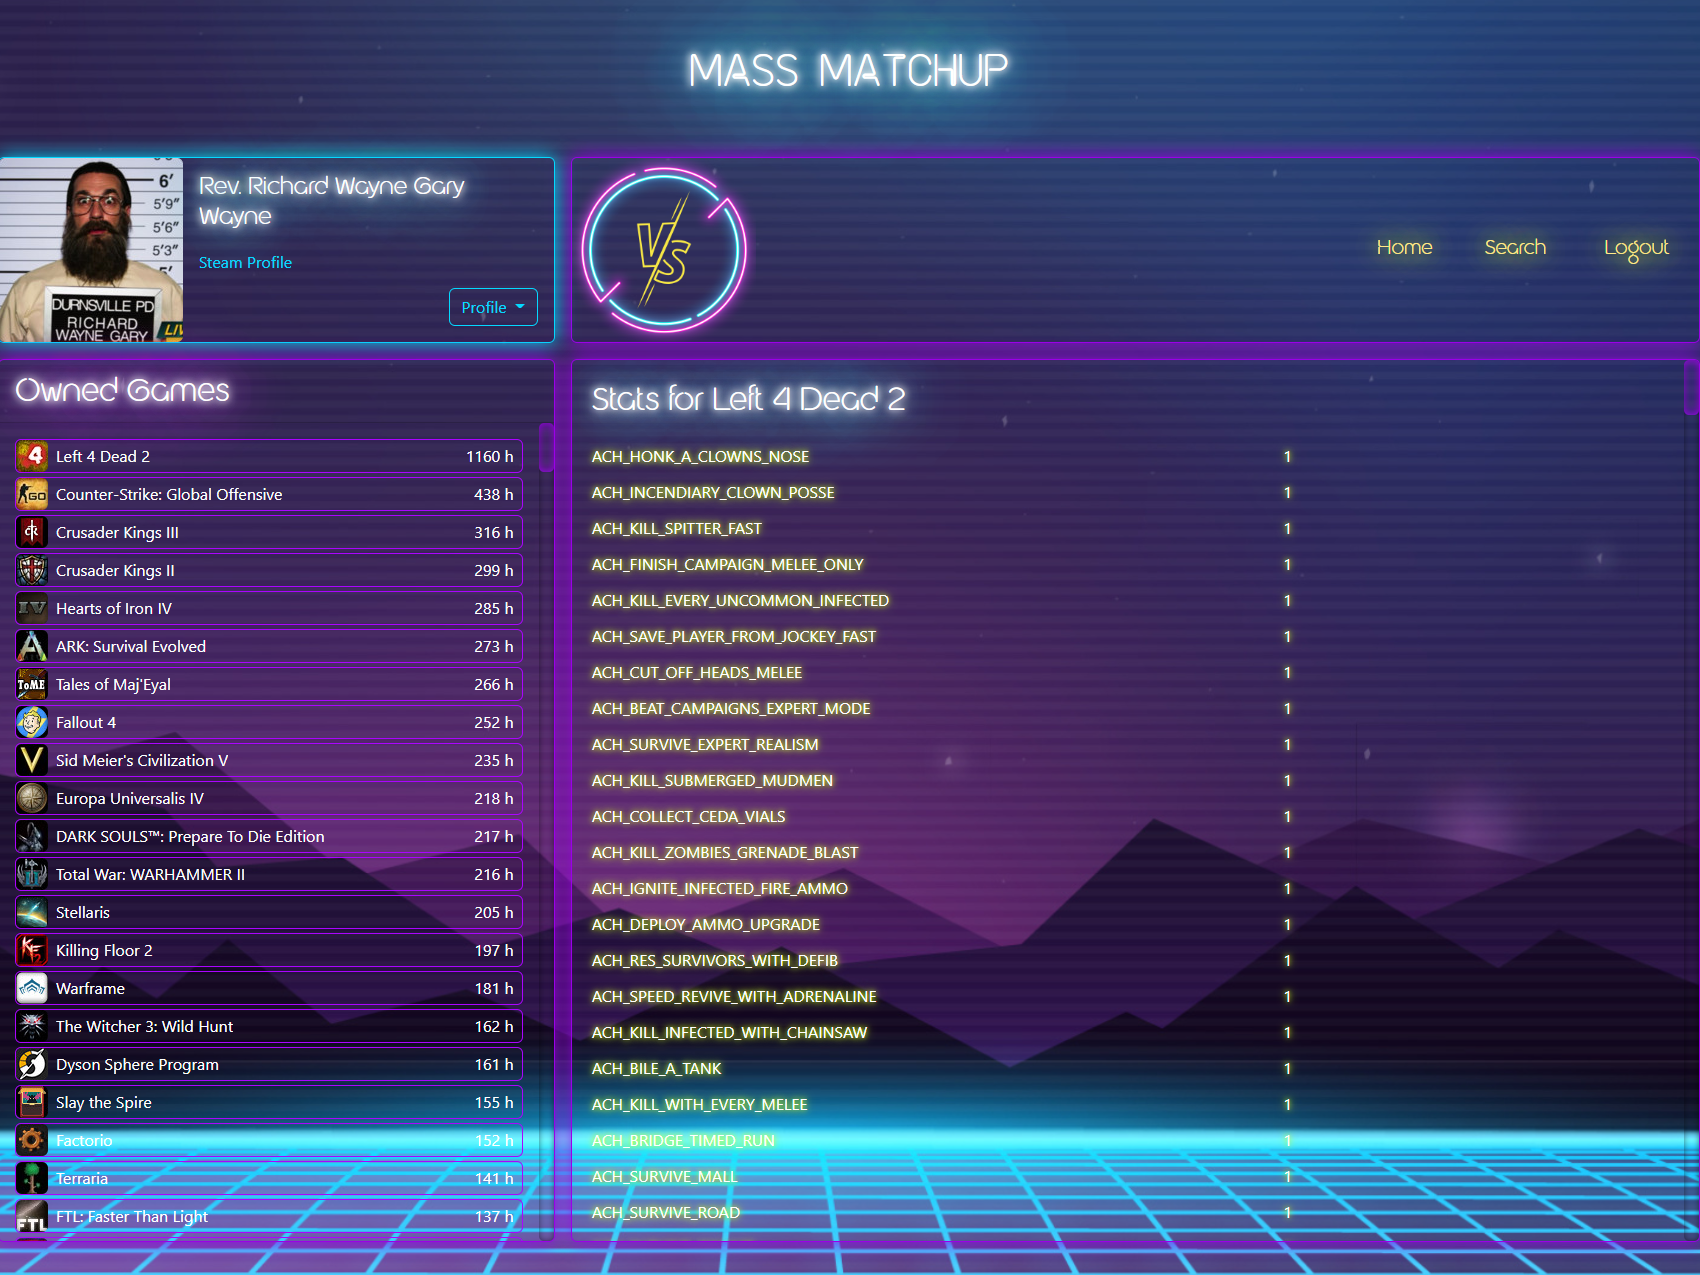 MASS MATCHUP
6'
5'9"
5'6"
5'3"
5'
DURNSVILLE PD
RICHARD
WAYNE GARY
LIV
Rev. Richard Wayne Gary
Wayne
Steam Profile
Profile
VS
Home
Search
Logout
Owned Games
Left 4 Dead 2 1160 h
Counter-Strike: Global Offensive 438 h
Crusader Kings III 316 h
Crusader Kings II 299 h
Hearts of Iron IV 285 h
ARK: Survival Evolved 273 h
Tales of Maj'Eyal 266 h
Fallout 4 252 h
Sid Meier's Civilization V 235 h
Europa Universalis IV 218 h
DARK SOULS™: Prepare To Die Edition 217 h
Total War: WARHAMMER II 216 h
Stellaris 205 h
Killing Floor 2 197 h
Warframe 181 h
The Witcher 3: Wild Hunt 162 h
Dyson Sphere Program 161 h
Slay the Spire 155 h
Factorio 152 h
Terraria 141 h
FTL: Faster Than Light 137 h
Stats for Left 4 Dead 2
ACH_HONK_A_CLOWNS_NOSE 1
ACH_INCENDIARY_CLOWN_POSSE 1
ACH_KILL_SPITTER_FAST 1
ACH_FINISH_CAMPAIGN_MELEE_ONLY 1
ACH_KILL_EVERY_UNCOMMON_INFECTED 1
ACH_SAVE_PLAYER_FROM_JOCKEY_FAST 1
ACH_CUT_OFF_HEADS_MELEE 1
ACH_BEAT_CAMPAIGNS_EXPERT_MODE 1
ACH_SURVIVE_EXPERT_REALISM 1
ACH_KILL_SUBMERGED_MUDMEN 1
ACH_COLLECT_CEDA_VIALS 1
ACH_KILL_ZOMBIES_GRENADE_BLAST 1
ACH_IGNITE_INFECTED_FIRE_AMMO 1
ACH_DEPLOY_AMMO_UPGRADE 1
ACH_RES_SURVIVORS_WITH_DEFIB 1
ACH_SPEED_REVIVE_WITH_ADRENALINE 1
ACH_KILL_INFECTED_WITH_CHAINSAW 1
ACH_BILE_A_TANK 1
ACH_KILL_WITH_EVERY_MELEE 1
ACH_BRIDGE_TIMED_RUN 1
ACH_SURVIVE_MALL 1
ACH_SURVIVE_ROAD 1